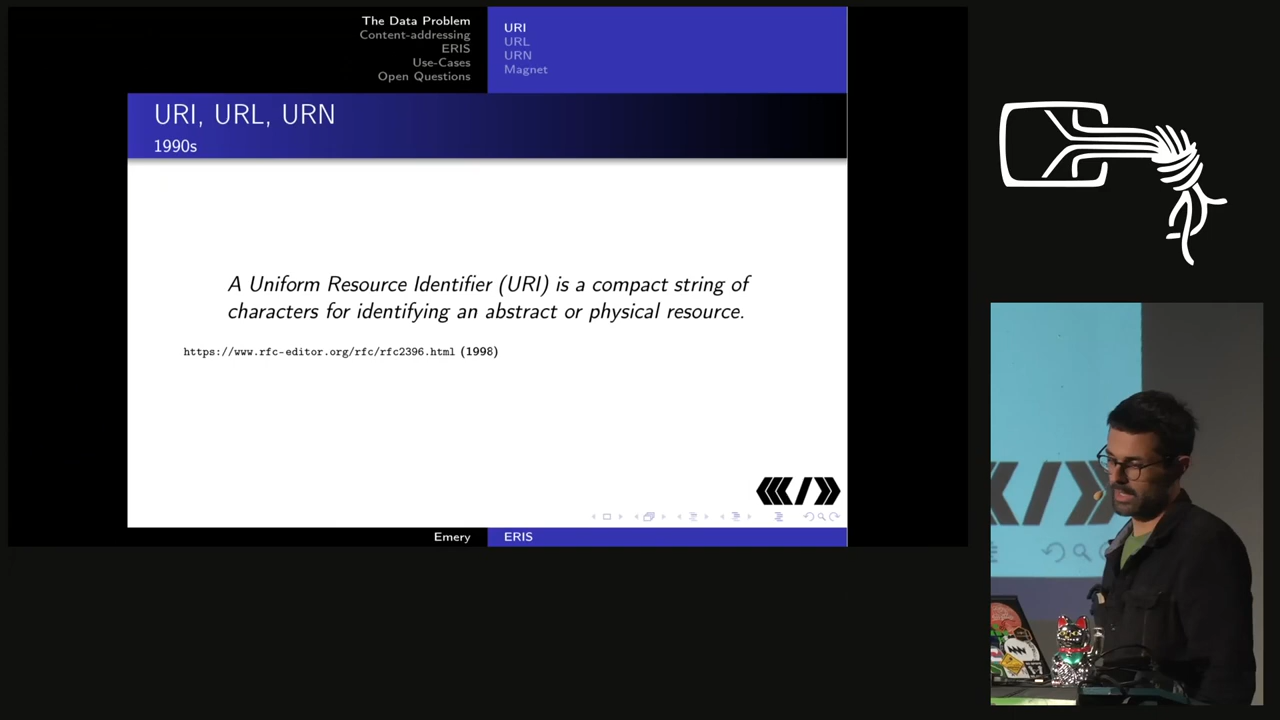 The Data Problem
Content-addressing
ERIS
Use-Cases
Open Questions
URI
URL
URN
Magnet
URI, URL, URN
1990s
A Uniform Resource Identifier (URI) is a compact string of
characters for identifying an abstract or physical resource.
https://www.rfc-editor.org/rfc/rfc2396.html (1998)
Emery
ERIS